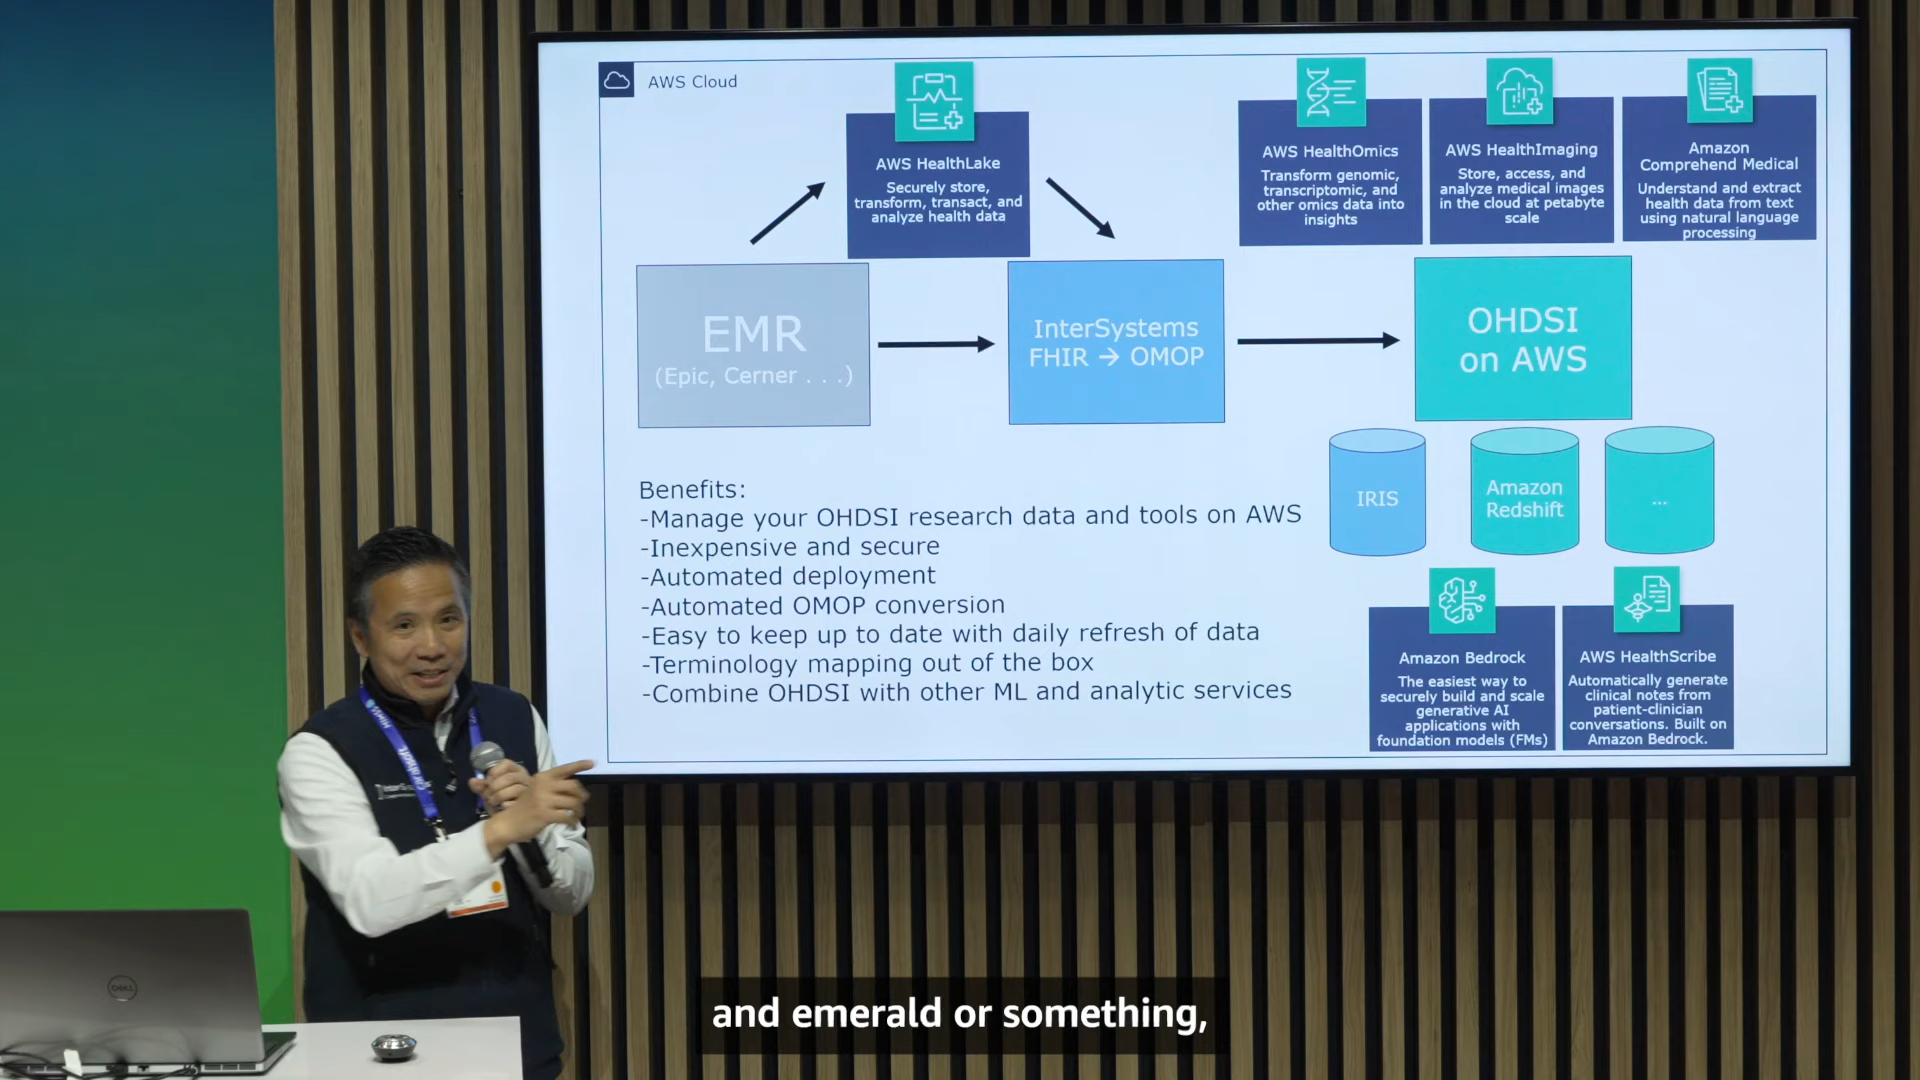 AWS Cloud
AWS HealthLake
Securely store,
transform, transact, and
analyze health data
AWS HealthOmics
Transform genomic,
transcriptomic, and
other omics data into
insights
AWS HealthImaging
Store, access, and
analyze medical images
in the cloud at petabyte
scale
Amazon
Comprehend Medical
Understand and extract
health data from text
using natural language
processing
EMR
(Epic, Cerner . . .)
InterSystems
FHIR → OMOP
OHDSI
on AWS
IRIS
Amazon
Redshift
...
Benefits:
-Manage your OHDSI research data and tools on AWS
-Inexpensive and secure
-Automated deployment
-Automated OMOP conversion
-Easy to keep up to date with daily refresh of data
-Terminology mapping out of the box
-Combine OHDSI with other ML and analytic services
Amazon Bedrock
The easiest way to
securely build and scale
generative AI
applications with
foundation models (FMs)
AWS HealthScribe
Automatically generate
clinical notes from
patient-clinician
conversations. Built on
Amazon Bedrock.
HIMSS
Carahsoft
DELL
and emerald or something,